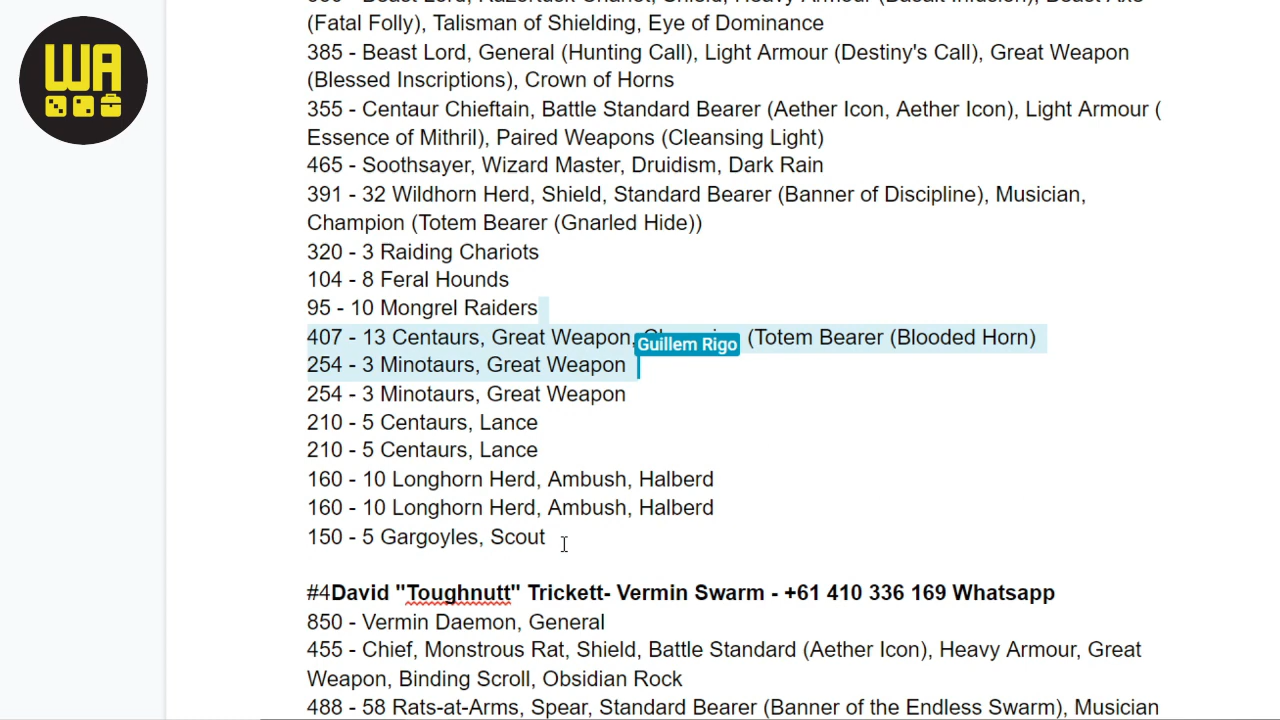 WA
(Fatal Folly), Talisman of Shielding, Eye of Dominance
385 - Beast Lord, General (Hunting Call), Light Armour (Destiny's Call), Great Weapon
(Blessed Inscriptions), Crown of Horns
355 - Centaur Chieftain, Battle Standard Bearer (Aether Icon, Aether Icon), Light Armour (
Essence of Mithril), Paired Weapons (Cleansing Light)
465 - Soothsayer, Wizard Master, Druidism, Dark Rain
391 - 32 Wildhorn Herd, Shield, Standard Bearer (Banner of Discipline), Musician,
Champion (Totem Bearer (Gnarled Hide))
320 - 3 Raiding Chariots
104 - 8 Feral Hounds
95 - 10 Mongrel Raiders
407 - 13 Centaurs, Great Weapon, (Totem Bearer (Blooded Horn)
Guillem Rigo
254 - 3 Minotaurs, Great Weapon
254 - 3 Minotaurs, Great Weapon
210 - 5 Centaurs, Lance
210 - 5 Centaurs, Lance
160 - 10 Longhorn Herd, Ambush, Halberd
160 - 10 Longhorn Herd, Ambush, Halberd
150 - 5 Gargoyles, Scout
#4David "Toughnutt" Trickett- Vermin Swarm - +61 410 336 169 Whatsapp
850 - Vermin Daemon, General
455 - Chief, Monstrous Rat, Shield, Battle Standard (Aether Icon), Heavy Armour, Great
Weapon, Binding Scroll, Obsidian Rock
488 - 58 Rats-at-Arms, Spear, Standard Bearer (Banner of the Endless Swarm), Musician